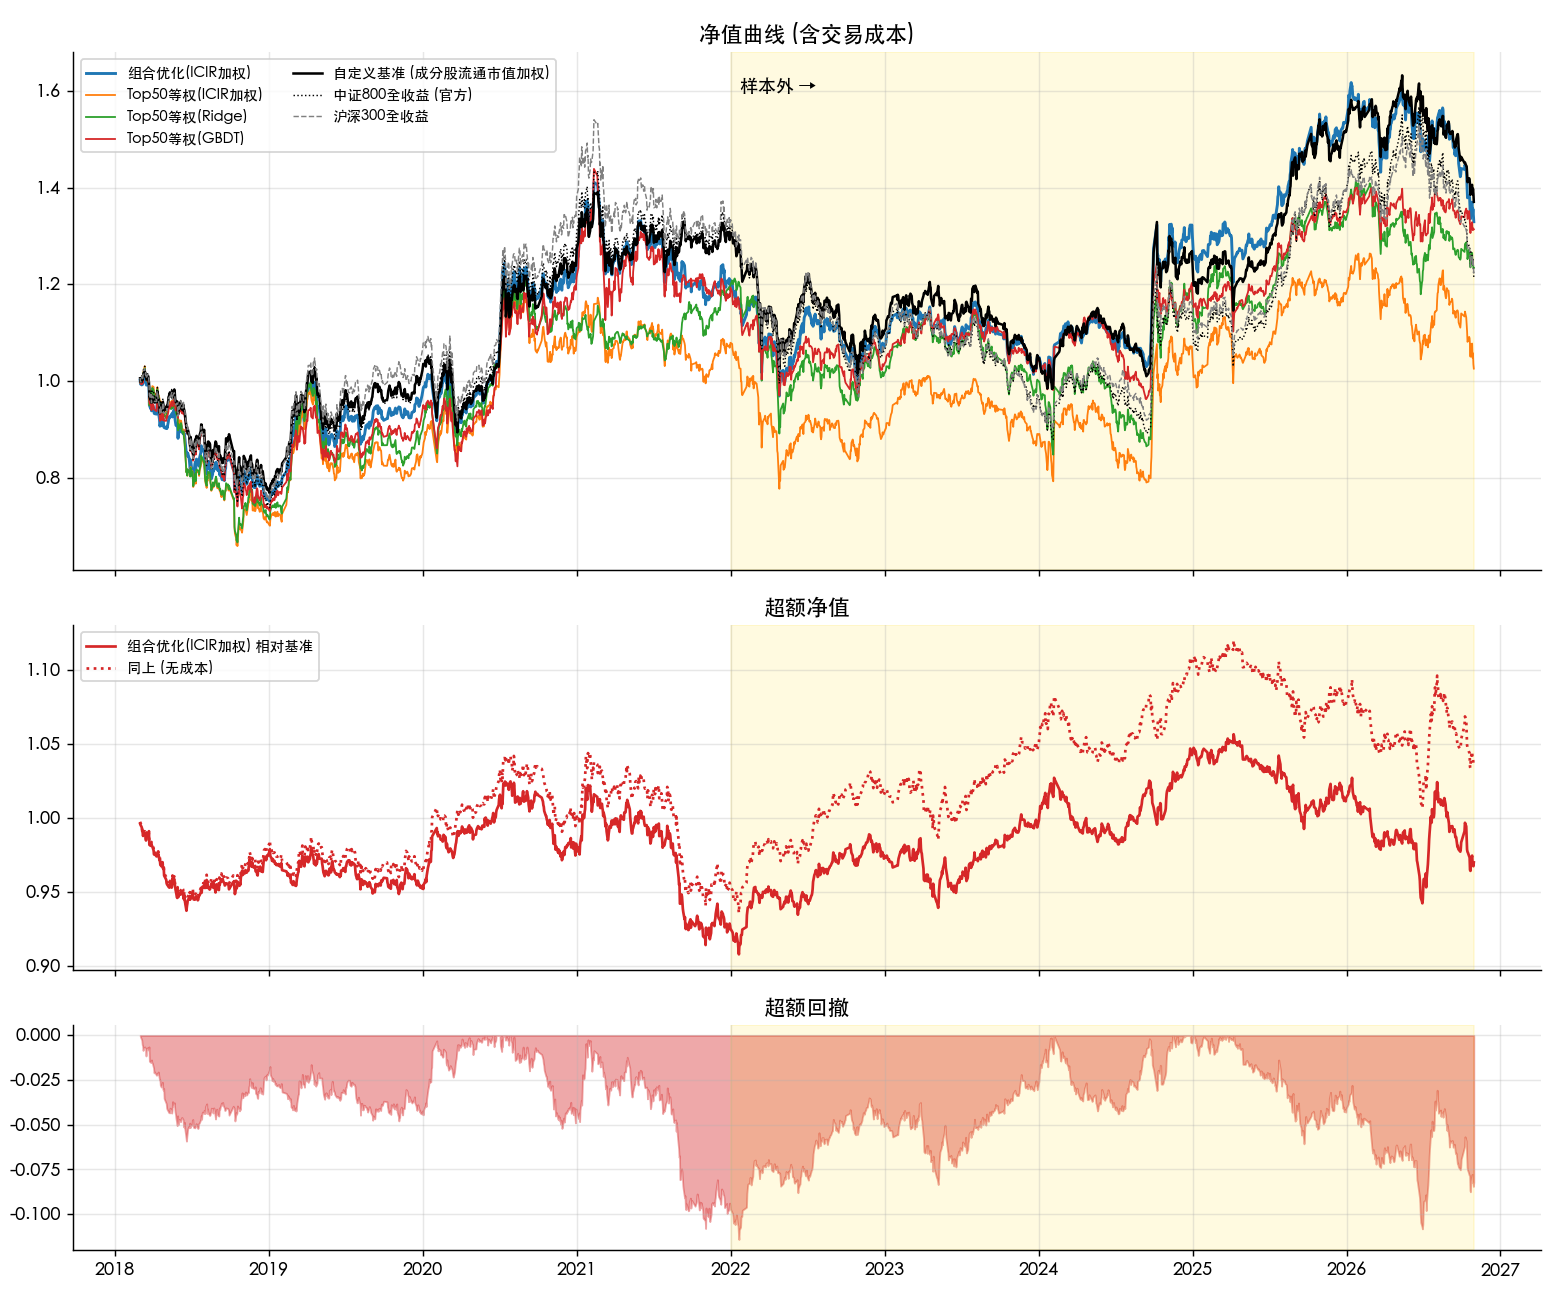 净值曲线 (含交易成本)
组合优化(ICIR加权)
Top50等权(ICIR加权)
Top50等权(Ridge)
Top50等权(GBDT)
自定义基准 (成分股流通市值加权)
中证800全收益 (官方)
沪深300全收益
样本外 →
1.6
1.4
1.2
1.0
0.8
超额净值
组合优化(ICIR加权) 相对基准
同上 (无成本)
1.10
1.05
1.00
0.95
0.90
超额回撤
0.000
-0.025
-0.050
-0.075
-0.100
2018 2019 2020 2021 2022 2023 2024 2025 2026 2027